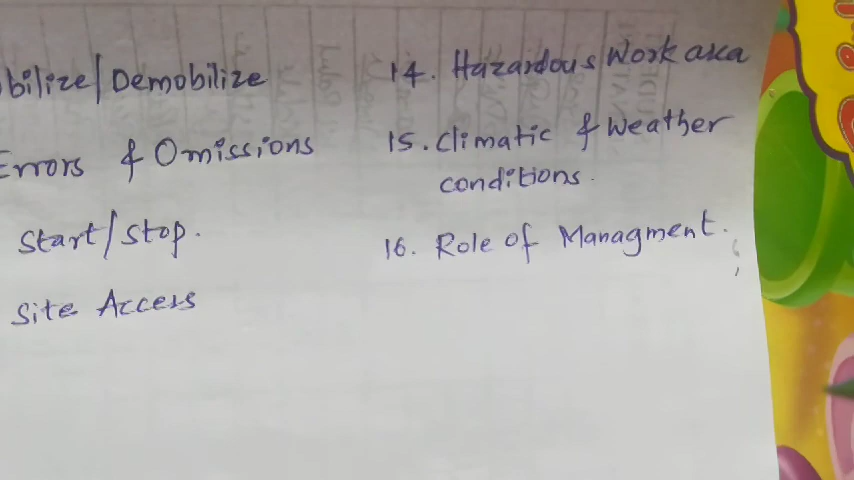 bilize/Demobilize
Errors & Omissions
Start/Stop.
Site Access
14. Hazardous Work area
15. Climatic & Weather
conditions.
16. Role of Managment.